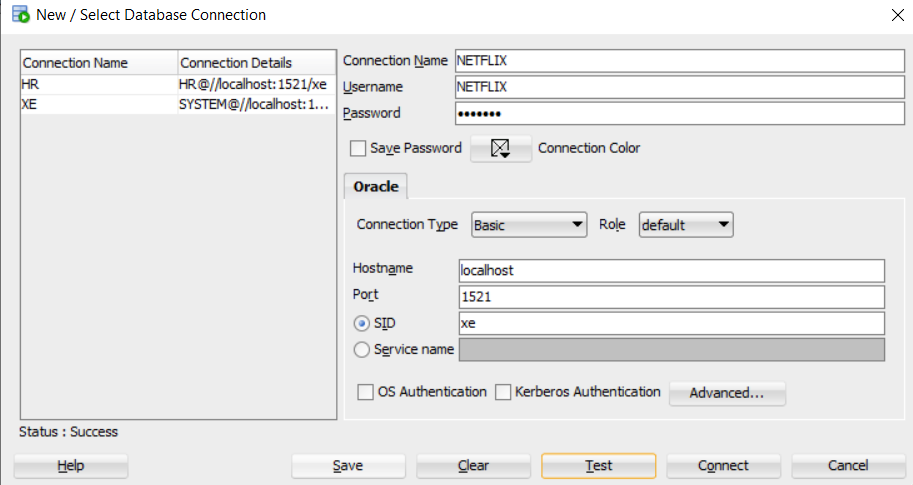 New / Select Database Connection
Connection Name Connection Details
HR HR@//localhost:1521/xe
XE SYSTEM@//localhost:1...
Connection Name NETFLIX
Username NETFLIX
Password •••••••
Save Password Connection Color
Oracle
Connection Type Basic Role default
Hostname localhost
Port 1521
SID xe
Service name
OS Authentication Kerberos Authentication Advanced...
Status : Success
Help Save Clear Test Connect Cancel